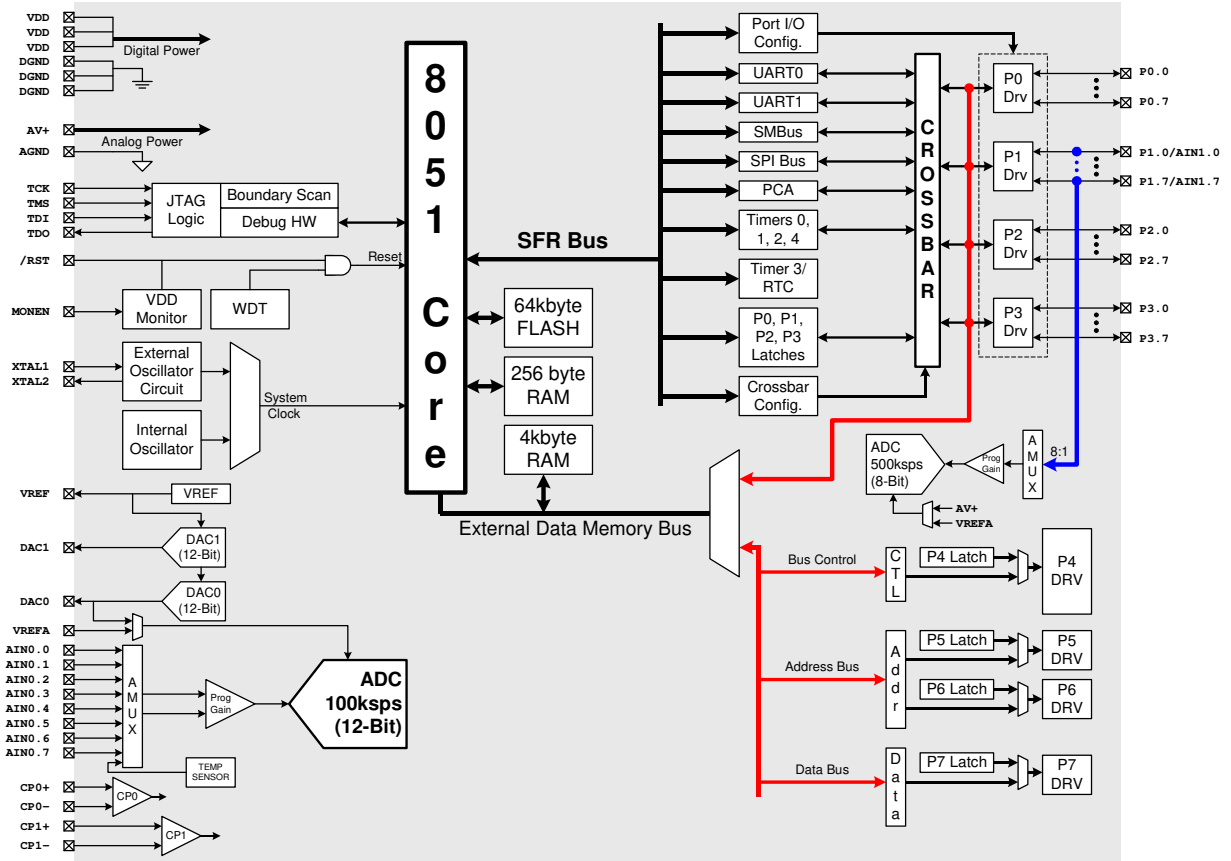 VDD
VDD
VDD
Digital Power
DGND
DGND
DGND
AV+
Analog Power
AGND
TCK
TMS
TDI
TDO
JTAG
Logic
Boundary Scan
Debug HW
/RST
Reset
MONEN
VDD
Monitor
WDT
XTAL1
XTAL2
External
Oscillator
Circuit
System
Clock
Internal
Oscillator
VREF
VREF
DAC1
DAC1
(12-Bit)
DAC0
DAC0
(12-Bit)
VREFA
AIN0.0
AIN0.1
AIN0.2
AIN0.3
AIN0.4
AIN0.5
AIN0.6
AIN0.7
A
M
U
X
Prog
Gain
ADC
100ksps
(12-Bit)
TEMP
SENSOR
CP0+
CP0-
CP0
CP1+
CP1-
CP1
8
0
5
1
C
o
r
e
SFR Bus
64kbyte
FLASH
256 byte
RAM
4kbyte
RAM
External Data Memory Bus
Port I/O
Config.
UART0
UART1
SMBus
SPI Bus
PCA
Timers 0,
1, 2, 4
Timer 3/
RTC
P0, P1,
P2, P3
Latches
Crossbar
Config.
C
R
O
S
S
B
A
R
P0
Drv
P1
Drv
P2
Drv
P3
Drv
P0.0
P0.7
P1.0/AIN1.0
P1.7/AIN1.7
P2.0
P2.7
P3.0
P3.7
ADC
500ksps
(8-Bit)
Prog
Gain
A
M
U
X
8:1
AV+
VREFA
Bus Control
C
T
L
P4 Latch
P4
DRV
Address Bus
A
d
d
r
P5 Latch
P5
DRV
P6 Latch
P6
DRV
Data Bus
D
a
t
a
P7 Latch
P7
DRV